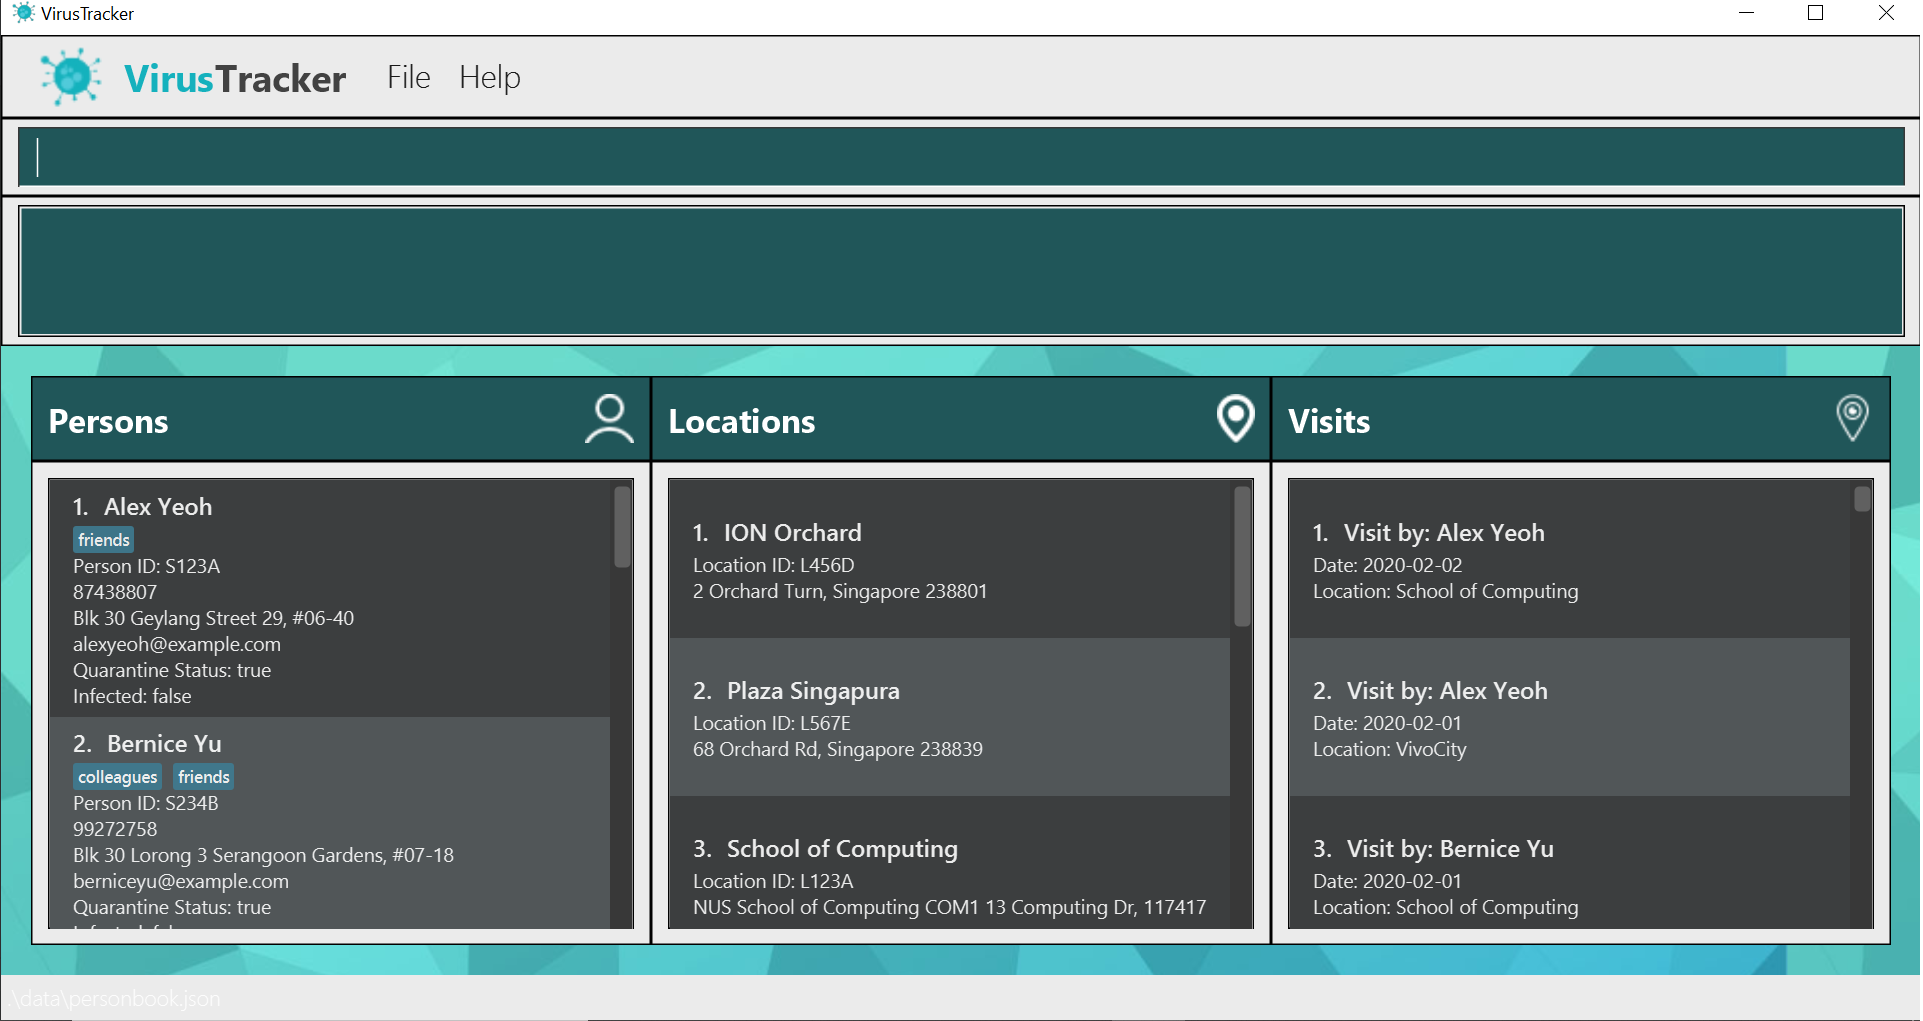 VirusTracker
VirusTracker File Help
Persons
1. Alex Yeoh
friends
Person ID: S123A
87438807
Blk 30 Geylang Street 29, #06-40
alexyeoh@example.com
Quarantine Status: true
Infected: false
2. Bernice Yu
colleagues friends
Person ID: S234B
99272758
Blk 30 Lorong 3 Serangoon Gardens, #07-18
berniceyu@example.com
Quarantine Status: true
Locations
1. ION Orchard
Location ID: L456D
2 Orchard Turn, Singapore 238801
2. Plaza Singapura
Location ID: L567E
68 Orchard Rd, Singapore 238839
3. School of Computing
Location ID: L123A
NUS School of Computing COM1 13 Computing Dr, 117417
Visits
1. Visit by: Alex Yeoh
Date: 2020-02-02
Location: School of Computing
2. Visit by: Alex Yeoh
Date: 2020-02-01
Location: VivoCity
3. Visit by: Bernice Yu
Date: 2020-02-01
Location: School of Computing
.\data\personbook.json